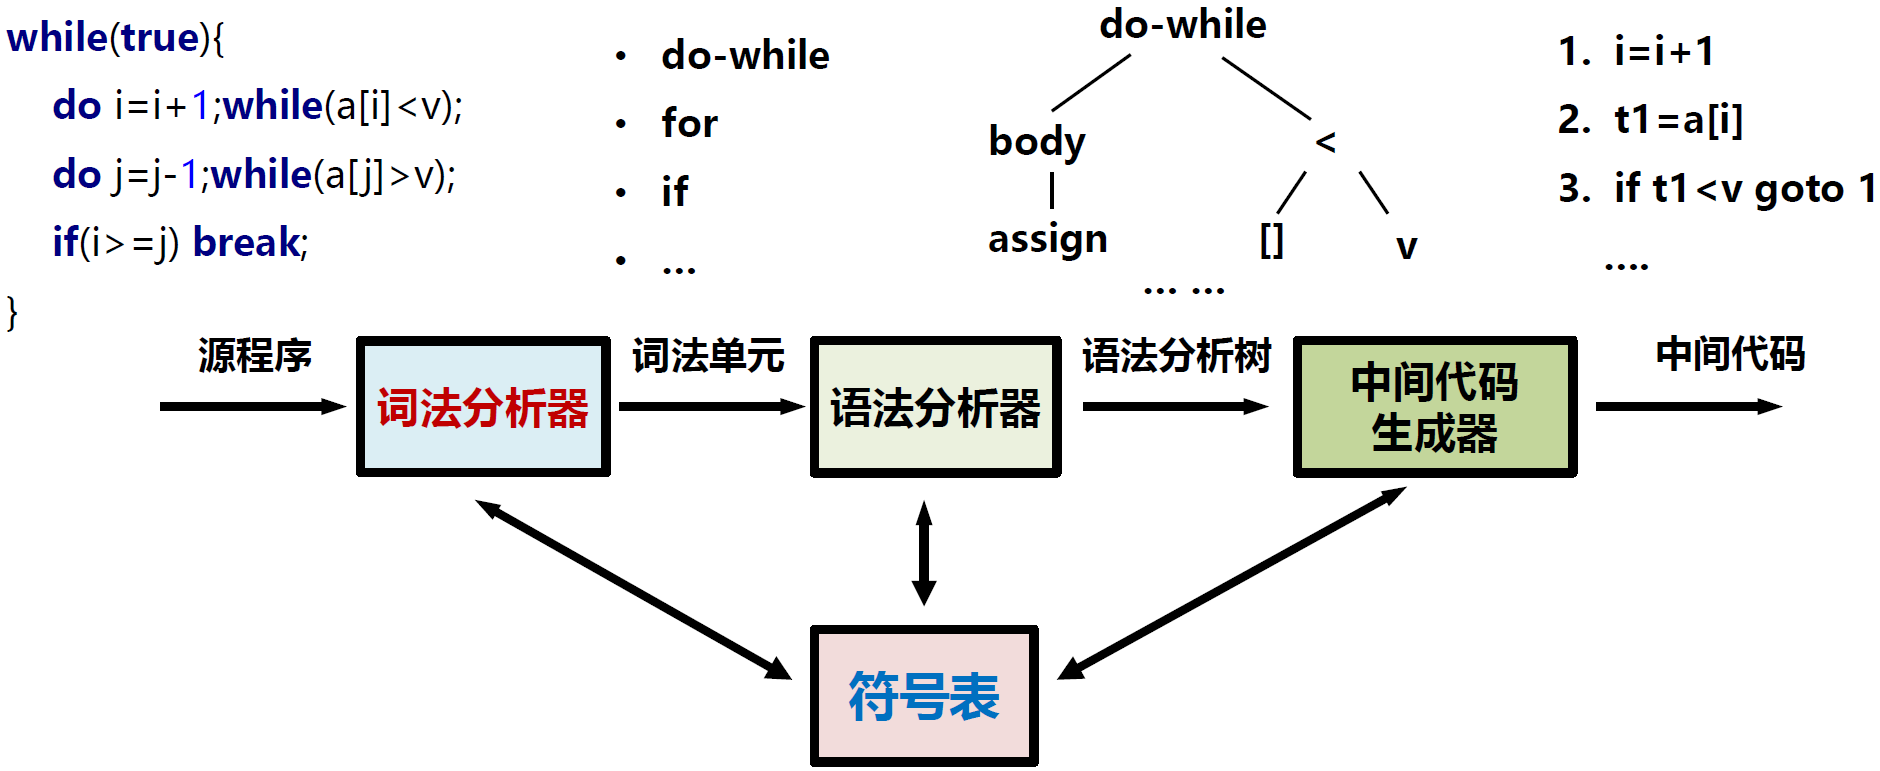 while(true){
do i=i+1;while(a[i]<v);
do j=j-1;while(a[j]>v);
if(i>=j) break;
}
• do-while
• for
• if
• ...
do-while
body <
assign [] v
... ...
1. i=i+1
2. t1=a[i]
3. if t1<v goto 1
....
源程序
词法分析器
词法单元
语法分析器
语法分析树
中间代码
生成器
中间代码
符号表